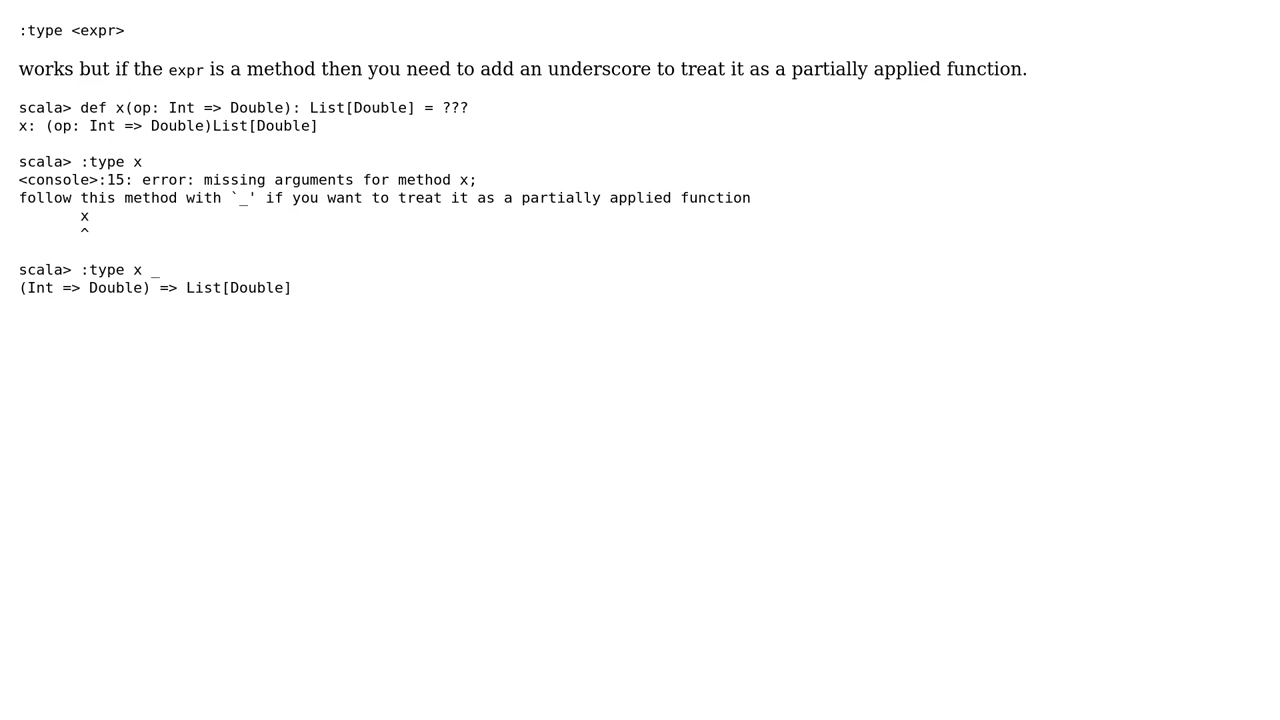 :type <expr>
works but if the expr is a method then you need to add an underscore to treat it as a partially applied function.
scala> def x(op: Int => Double): List[Double] = ???
x: (op: Int => Double)List[Double]
scala> :type x
<console>:15: error: missing arguments for method x;
follow this method with `_' if you want to treat it as a partially applied function
       x
       ^
scala> :type x _
(Int => Double) => List[Double]